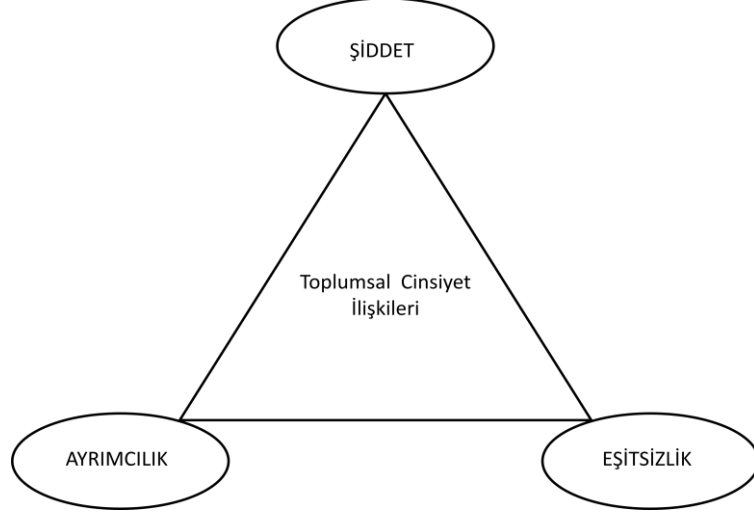 ŞİDDET
Toplumsal Cinsiyet
İlişkileri
AYRIMCILIK
EŞİTSİZLİK